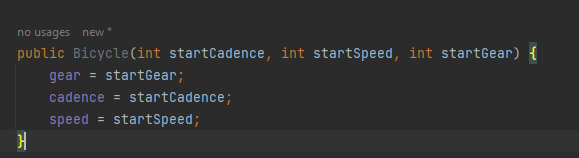 no usages   new *
public Bicycle(int startCadence, int startSpeed, int startGear) {
    gear = startGear;
    cadence = startCadence;
    speed = startSpeed;
}